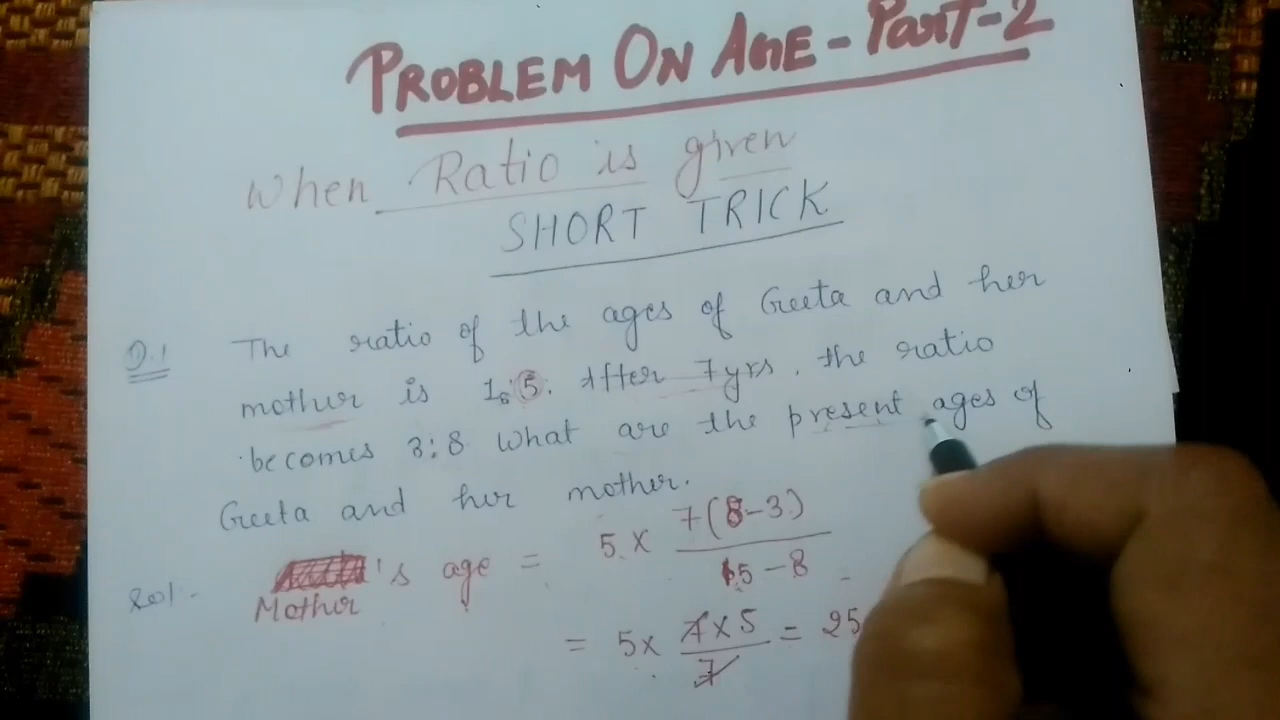 PROBLEM ON AGE - Part-2
When Ratio is given
SHORT TRICK
Q.1 The ratio of the ages of Geeta and her
mother is 1:5. After 7yrs, the ratio
becomes 3:8 what are the present ages of
Geeta and her mother.
Sol:- 's age = 5 x 7(8-3) / 15-8
Mother
= 5x 7x5 / 7 = 25